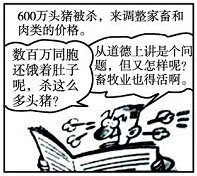 600万头猪被杀，来调整家畜和
肉类的价格。
数百万同胞
还饿着肚子
呢，杀这么
多头猪？
从道德上讲是个问
题，但又怎样呢？
畜牧业也得活啊。